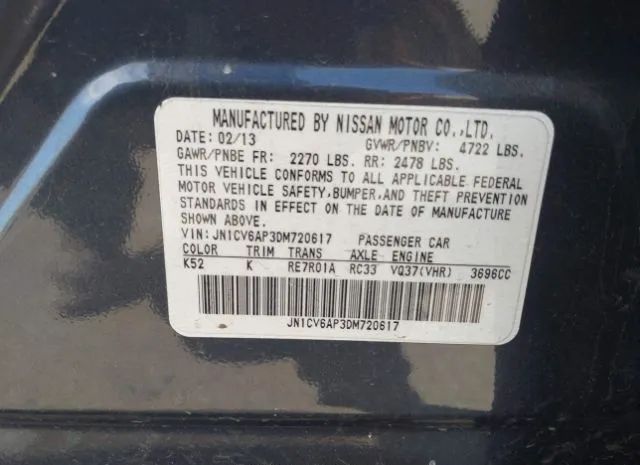 MANUFACTURED BY NISSAN MOTOR CO.,LTD.
DATE: 02/13 GVWR/PNBV: 4722 LBS.
GAWR/PNBE FR: 2270 LBS. RR: 2478 LBS.
THIS VEHICLE CONFORMS TO ALL APPLICABLE FEDERAL
MOTOR VEHICLE SAFETY,BUMPER,AND THEFT PREVENTION
STANDARDS IN EFFECT ON THE DATE OF MANUFACTURE
SHOWN ABOVE.
VIN: JN1CV6AP3DM720617 PASSENGER CAR
COLOR TRIM TRANS AXLE ENGINE
K52 K RE7R01A RC33 VQ37(VHR) 3696CC
JN1CV6AP3DM720617